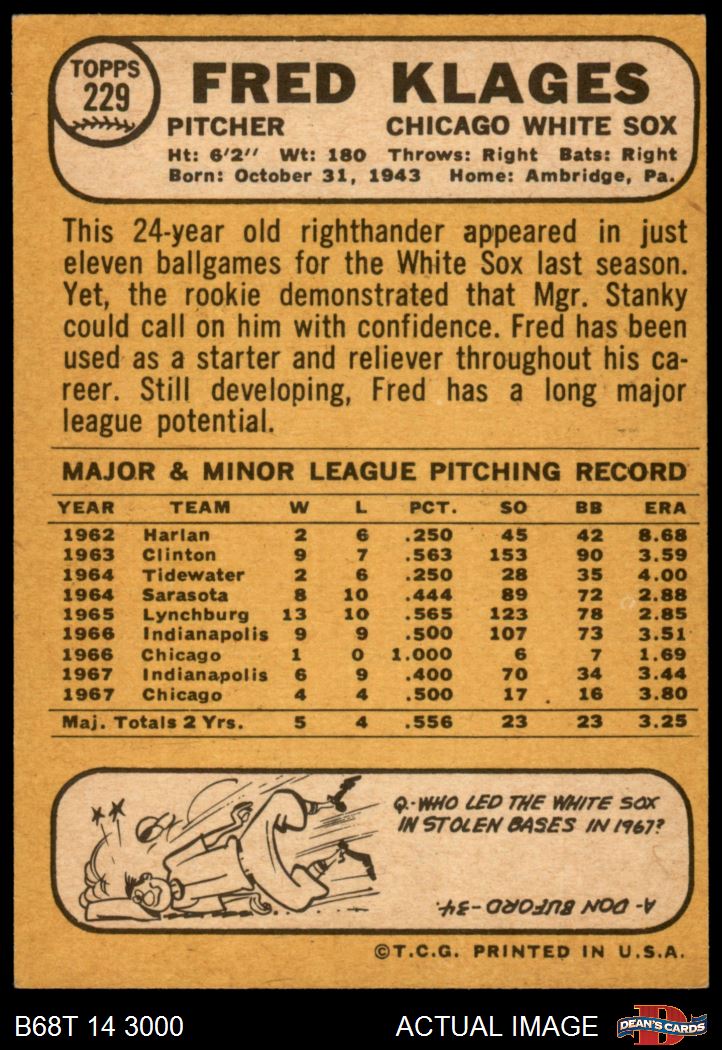 TOPPS
229
FRED KLAGES
PITCHER CHICAGO WHITE SOX
Ht: 6'2" Wt: 180 Throws: Right Bats: Right
Born: October 31, 1943 Home: Ambridge, Pa.
This 24-year old righthander appeared in just
eleven ballgames for the White Sox last season.
Yet, the rookie demonstrated that Mgr. Stanky
could call on him with confidence. Fred has been
used as a starter and reliever throughout his ca-
reer. Still developing, Fred has a long major
league potential.
MAJOR & MINOR LEAGUE PITCHING RECORD
YEAR TEAM W L PCT. SO BB ERA
1962 Harlan 2 6 .250 45 42 8.68
1963 Clinton 9 7 .563 153 90 3.59
1964 Tidewater 2 6 .250 28 35 4.00
1964 Sarasota 8 10 .444 89 72 2.88
1965 Lynchburg 13 10 .565 123 78 2.85
1966 Indianapolis 9 9 .500 107 73 3.51
1966 Chicago 1 0 1.000 6 7 1.69
1967 Indianapolis 6 9 .400 70 34 3.44
1967 Chicago 4 4 .500 17 16 3.80
Maj. Totals 2 Yrs. 5 4 .556 23 23 3.25
Q-WHO LED THE WHITE SOX
IN STOLEN BASES IN 1967?
A-DON BUFORD-34.
©T.C.G. PRINTED IN U.S.A.
B68T 14 3000 ACTUAL IMAGE
D
DEAN'S CARDS